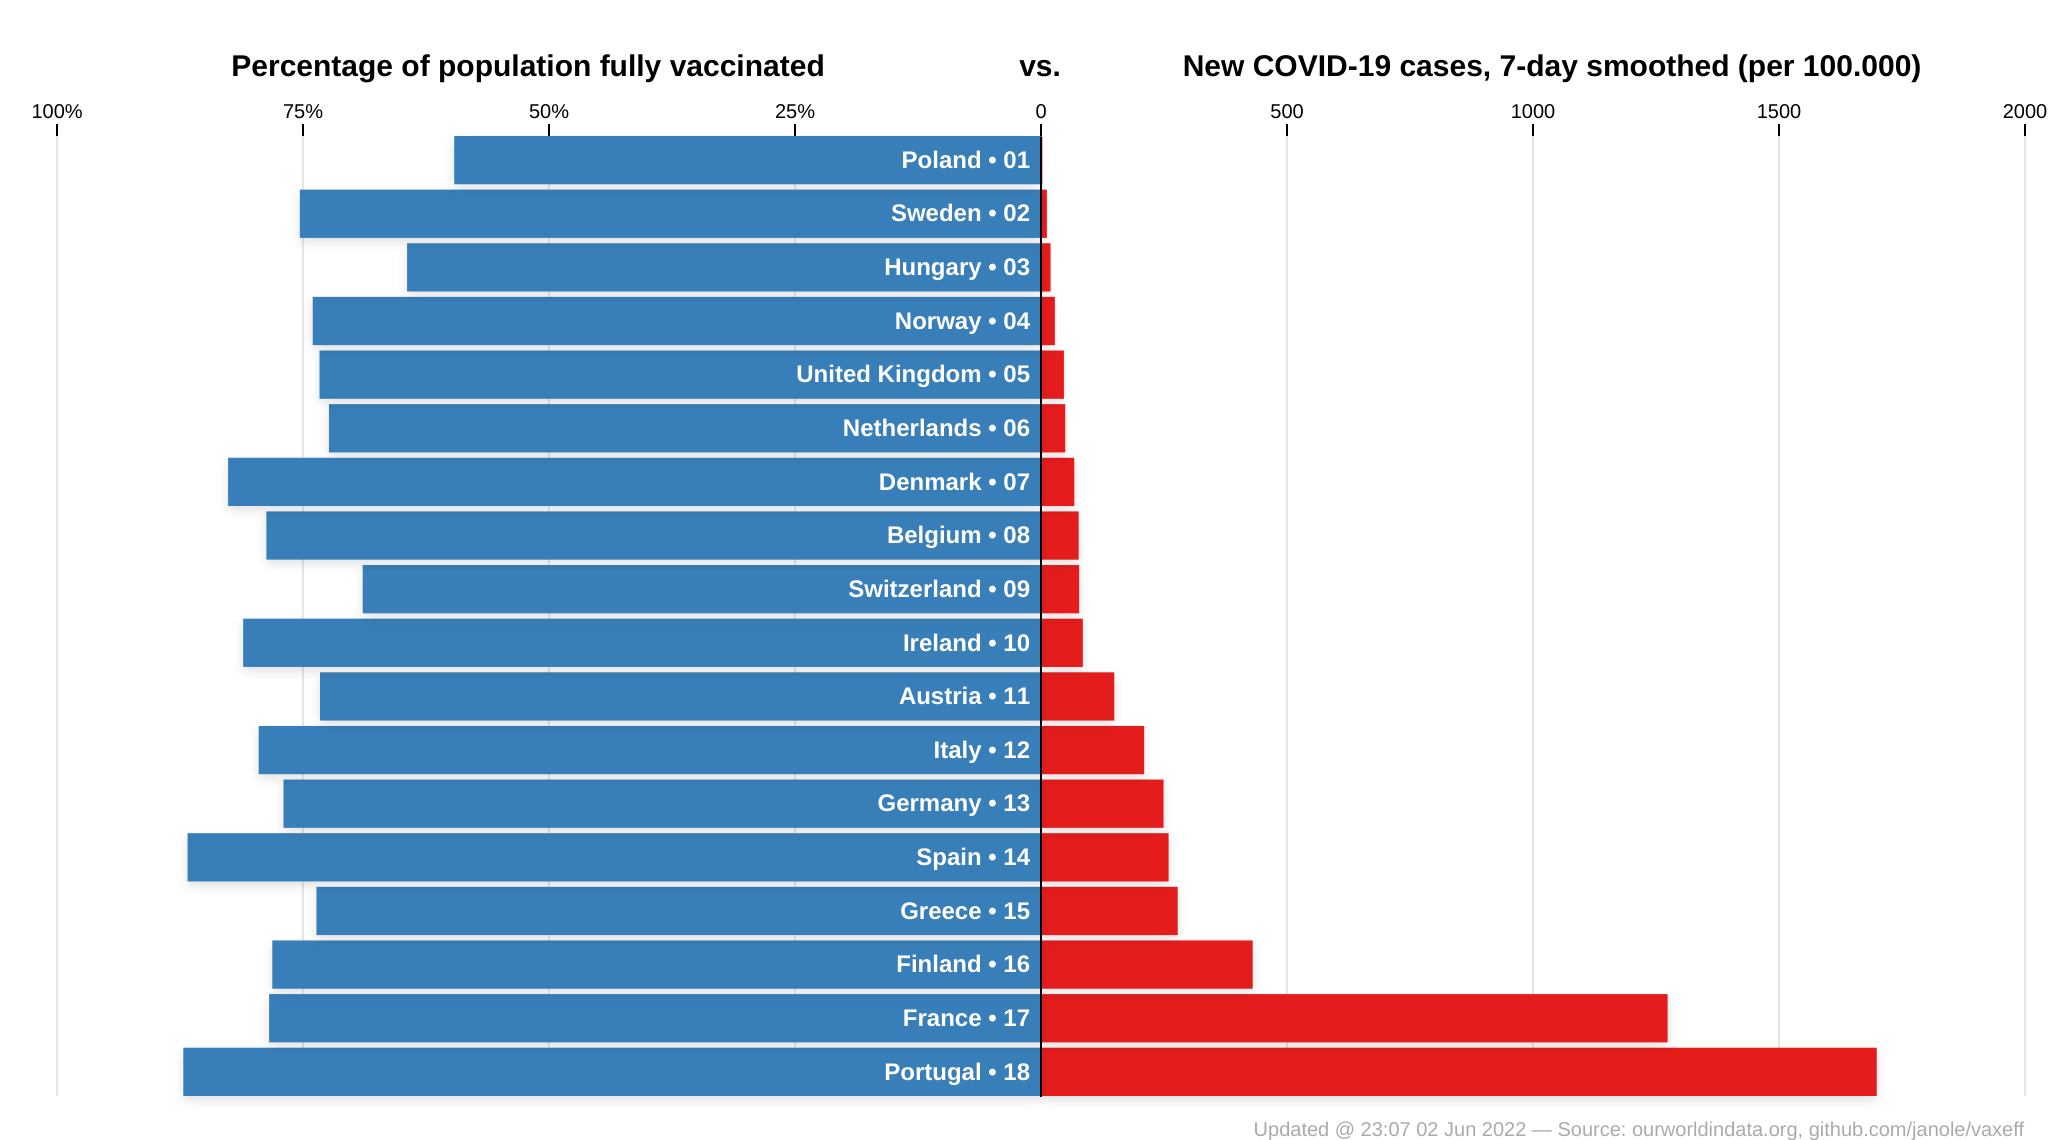 Percentage of population fully vaccinated vs. New COVID-19 cases, 7-day smoothed (per 100.000)
100% 75% 50% 25% 0 500 1000 1500 2000
Poland • 01
Sweden • 02
Hungary • 03
Norway • 04
United Kingdom • 05
Netherlands • 06
Denmark • 07
Belgium • 08
Switzerland • 09
Ireland • 10
Austria • 11
Italy • 12
Germany • 13
Spain • 14
Greece • 15
Finland • 16
France • 17
Portugal • 18
Updated @ 23:07 02 Jun 2022 — Source: ourworldindata.org, github.com/janole/vaxeff